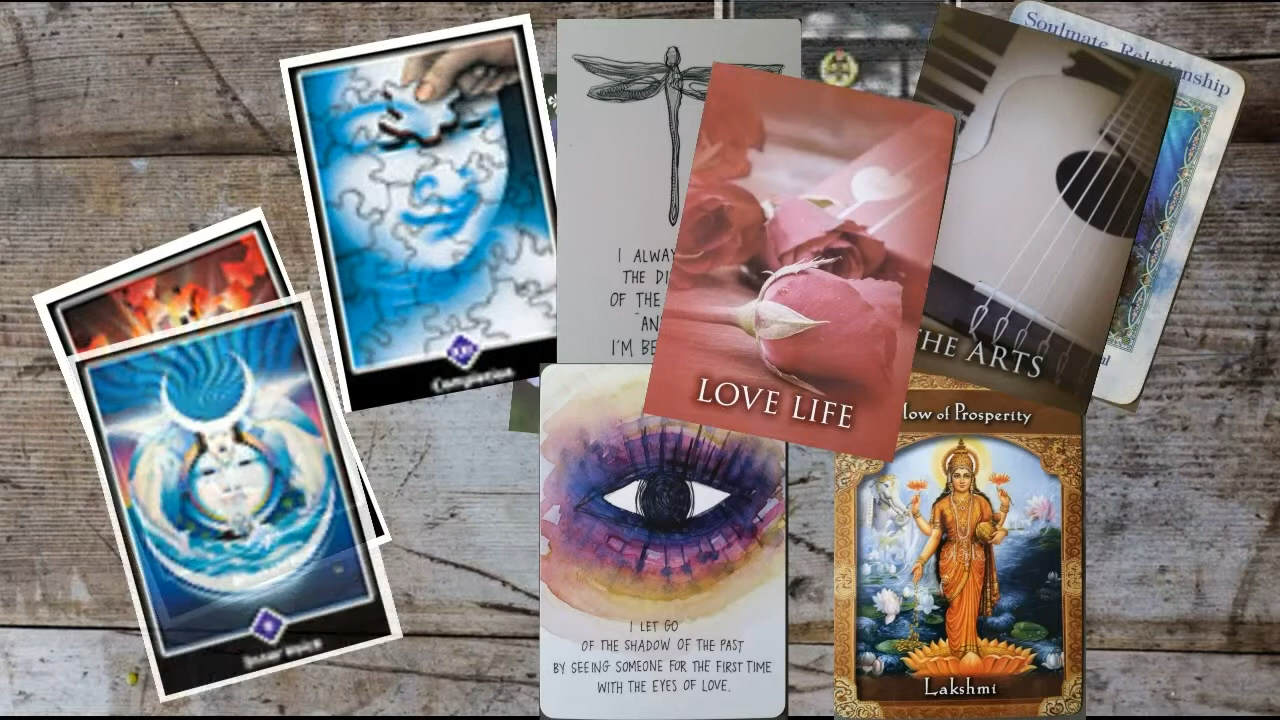 Soulmate Relationship
Completion
I ALWAY
THE DI
OF THE
AN
I'M BE
LOVE LIFE
THE ARTS
low of Prosperity
I LET GO
OF THE SHADOW OF THE PAST
BY SEEING SOMEONE FOR THE FIRST TIME
WITH THE EYES OF LOVE.
Lakshmi